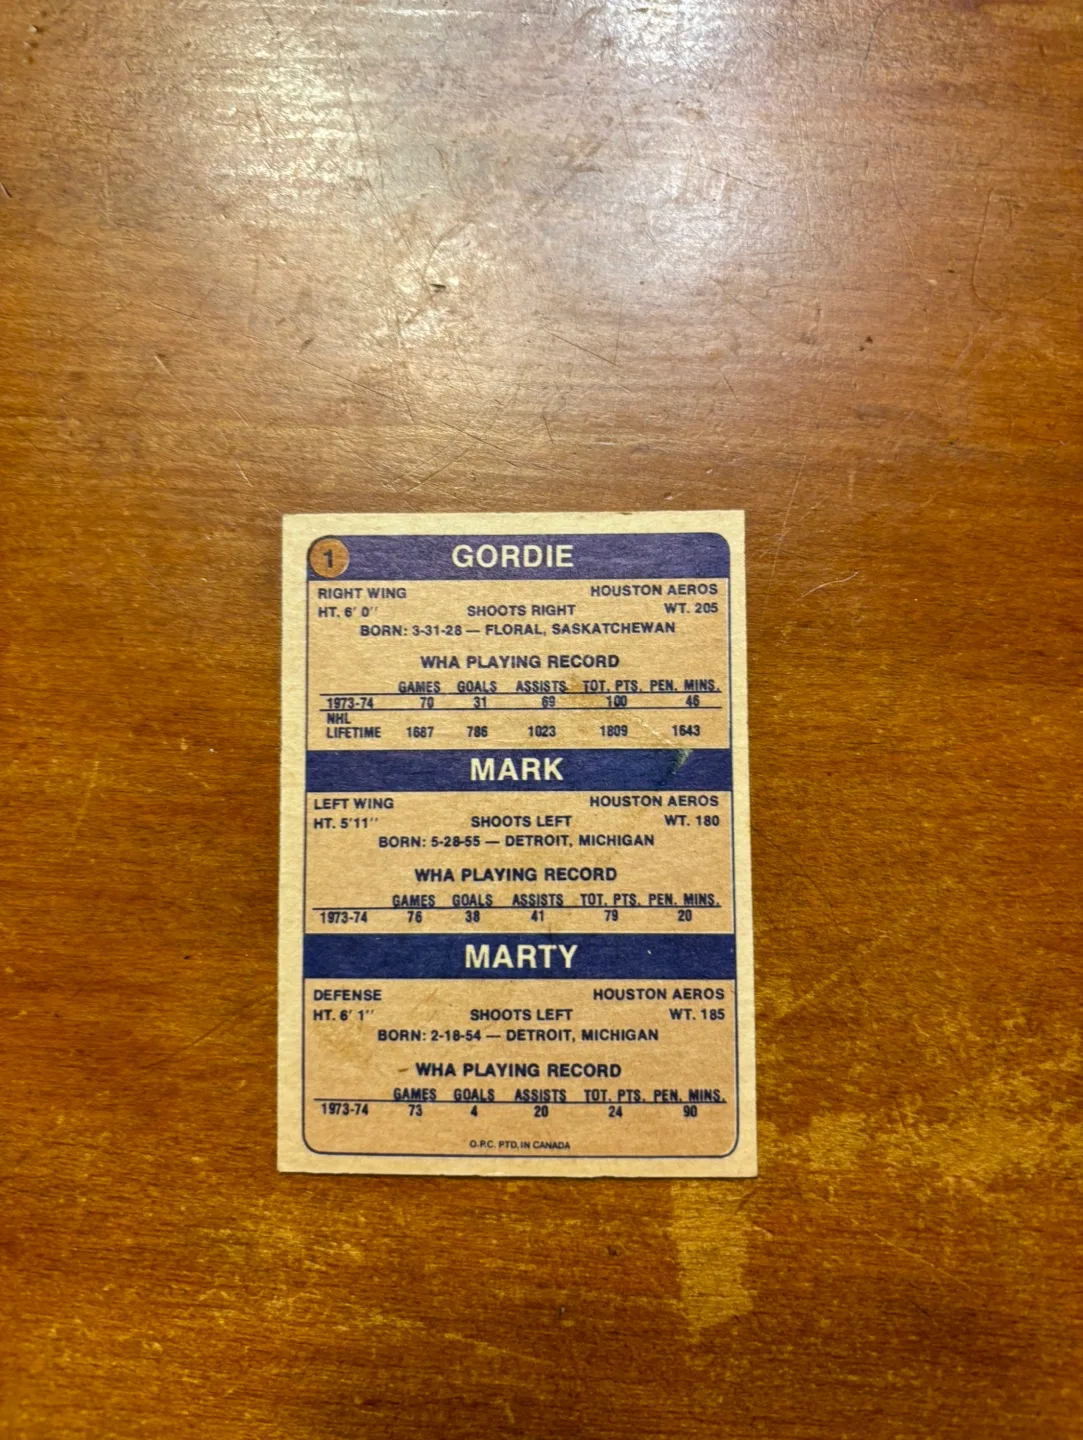 1 GORDIE
RIGHT WING HOUSTON AEROS
HT. 6' 0'' SHOOTS RIGHT WT. 205
BORN: 3-31-28 — FLORAL, SASKATCHEWAN
WHA PLAYING RECORD
GAMES GOALS ASSISTS TOT. PTS. PEN. MINS.
1973-74 70 31 69 100 46
NHL
LIFETIME 1687 786 1023 1809 1643
MARK
LEFT WING HOUSTON AEROS
HT. 5'11'' SHOOTS LEFT WT. 180
BORN: 5-28-55 — DETROIT, MICHIGAN
WHA PLAYING RECORD
GAMES GOALS ASSISTS TOT. PTS. PEN. MINS.
1973-74 76 38 41 79 20
MARTY
DEFENSE HOUSTON AEROS
HT. 6' 1'' SHOOTS LEFT WT. 185
BORN: 2-18-54 — DETROIT, MICHIGAN
WHA PLAYING RECORD
GAMES GOALS ASSISTS TOT. PTS. PEN. MINS.
1973-74 73 4 20 24 90
O.P.C. PTD. IN CANADA